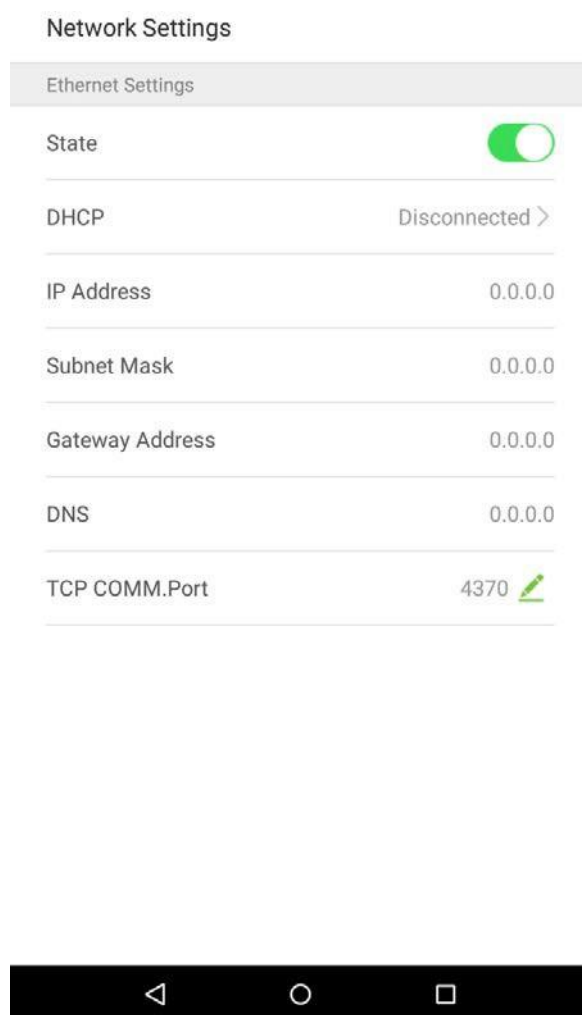 Network Settings
Ethernet Settings
State
DHCP Disconnected
IP Address 0.0.0.0
Subnet Mask 0.0.0.0
Gateway Address 0.0.0.0
DNS 0.0.0.0
TCP COMM.Port 4370